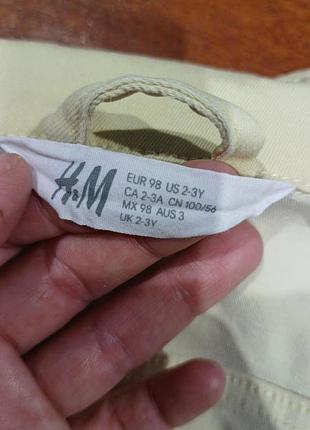 H&M
EUR 98 US 2-3Y
CA 2-3A CN 100/56
MX 98 AUS 3
UK 2-3Y